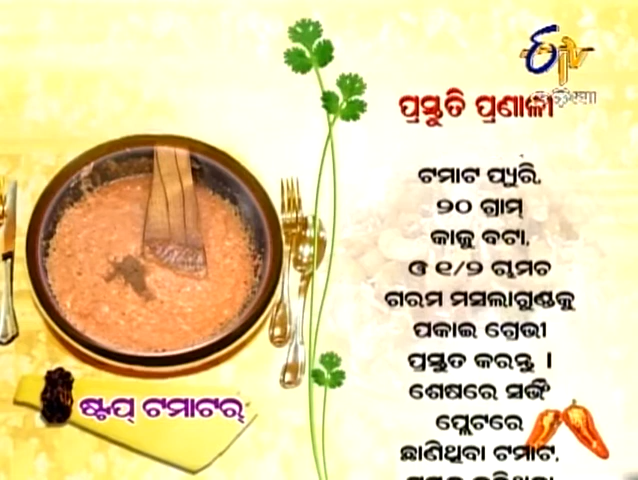 ପ୍ରସ୍ତୁତି ପ୍ରଣାଳୀ
ଟମାଟ ପ୍ୟୁରି,
୨୦ ଗ୍ରାମ୍
କାଜୁ ବଟା,
ଓ ୧/୨ ଚାମଚ
ଗରମ ମସଲାଗୁଣ୍ଡକୁ
ପକାଇ ଗ୍ରେଭୀ
ପ୍ରସ୍ତୁତ କରନ୍ତୁ ।
ଶେଷରେ ସର୍ଭିଂ
ପ୍ଲେଟରେ
ଛାଣିଥିବା ଟମାଟ,
ଷ୍ଟଫ୍ ଟମାଟର୍